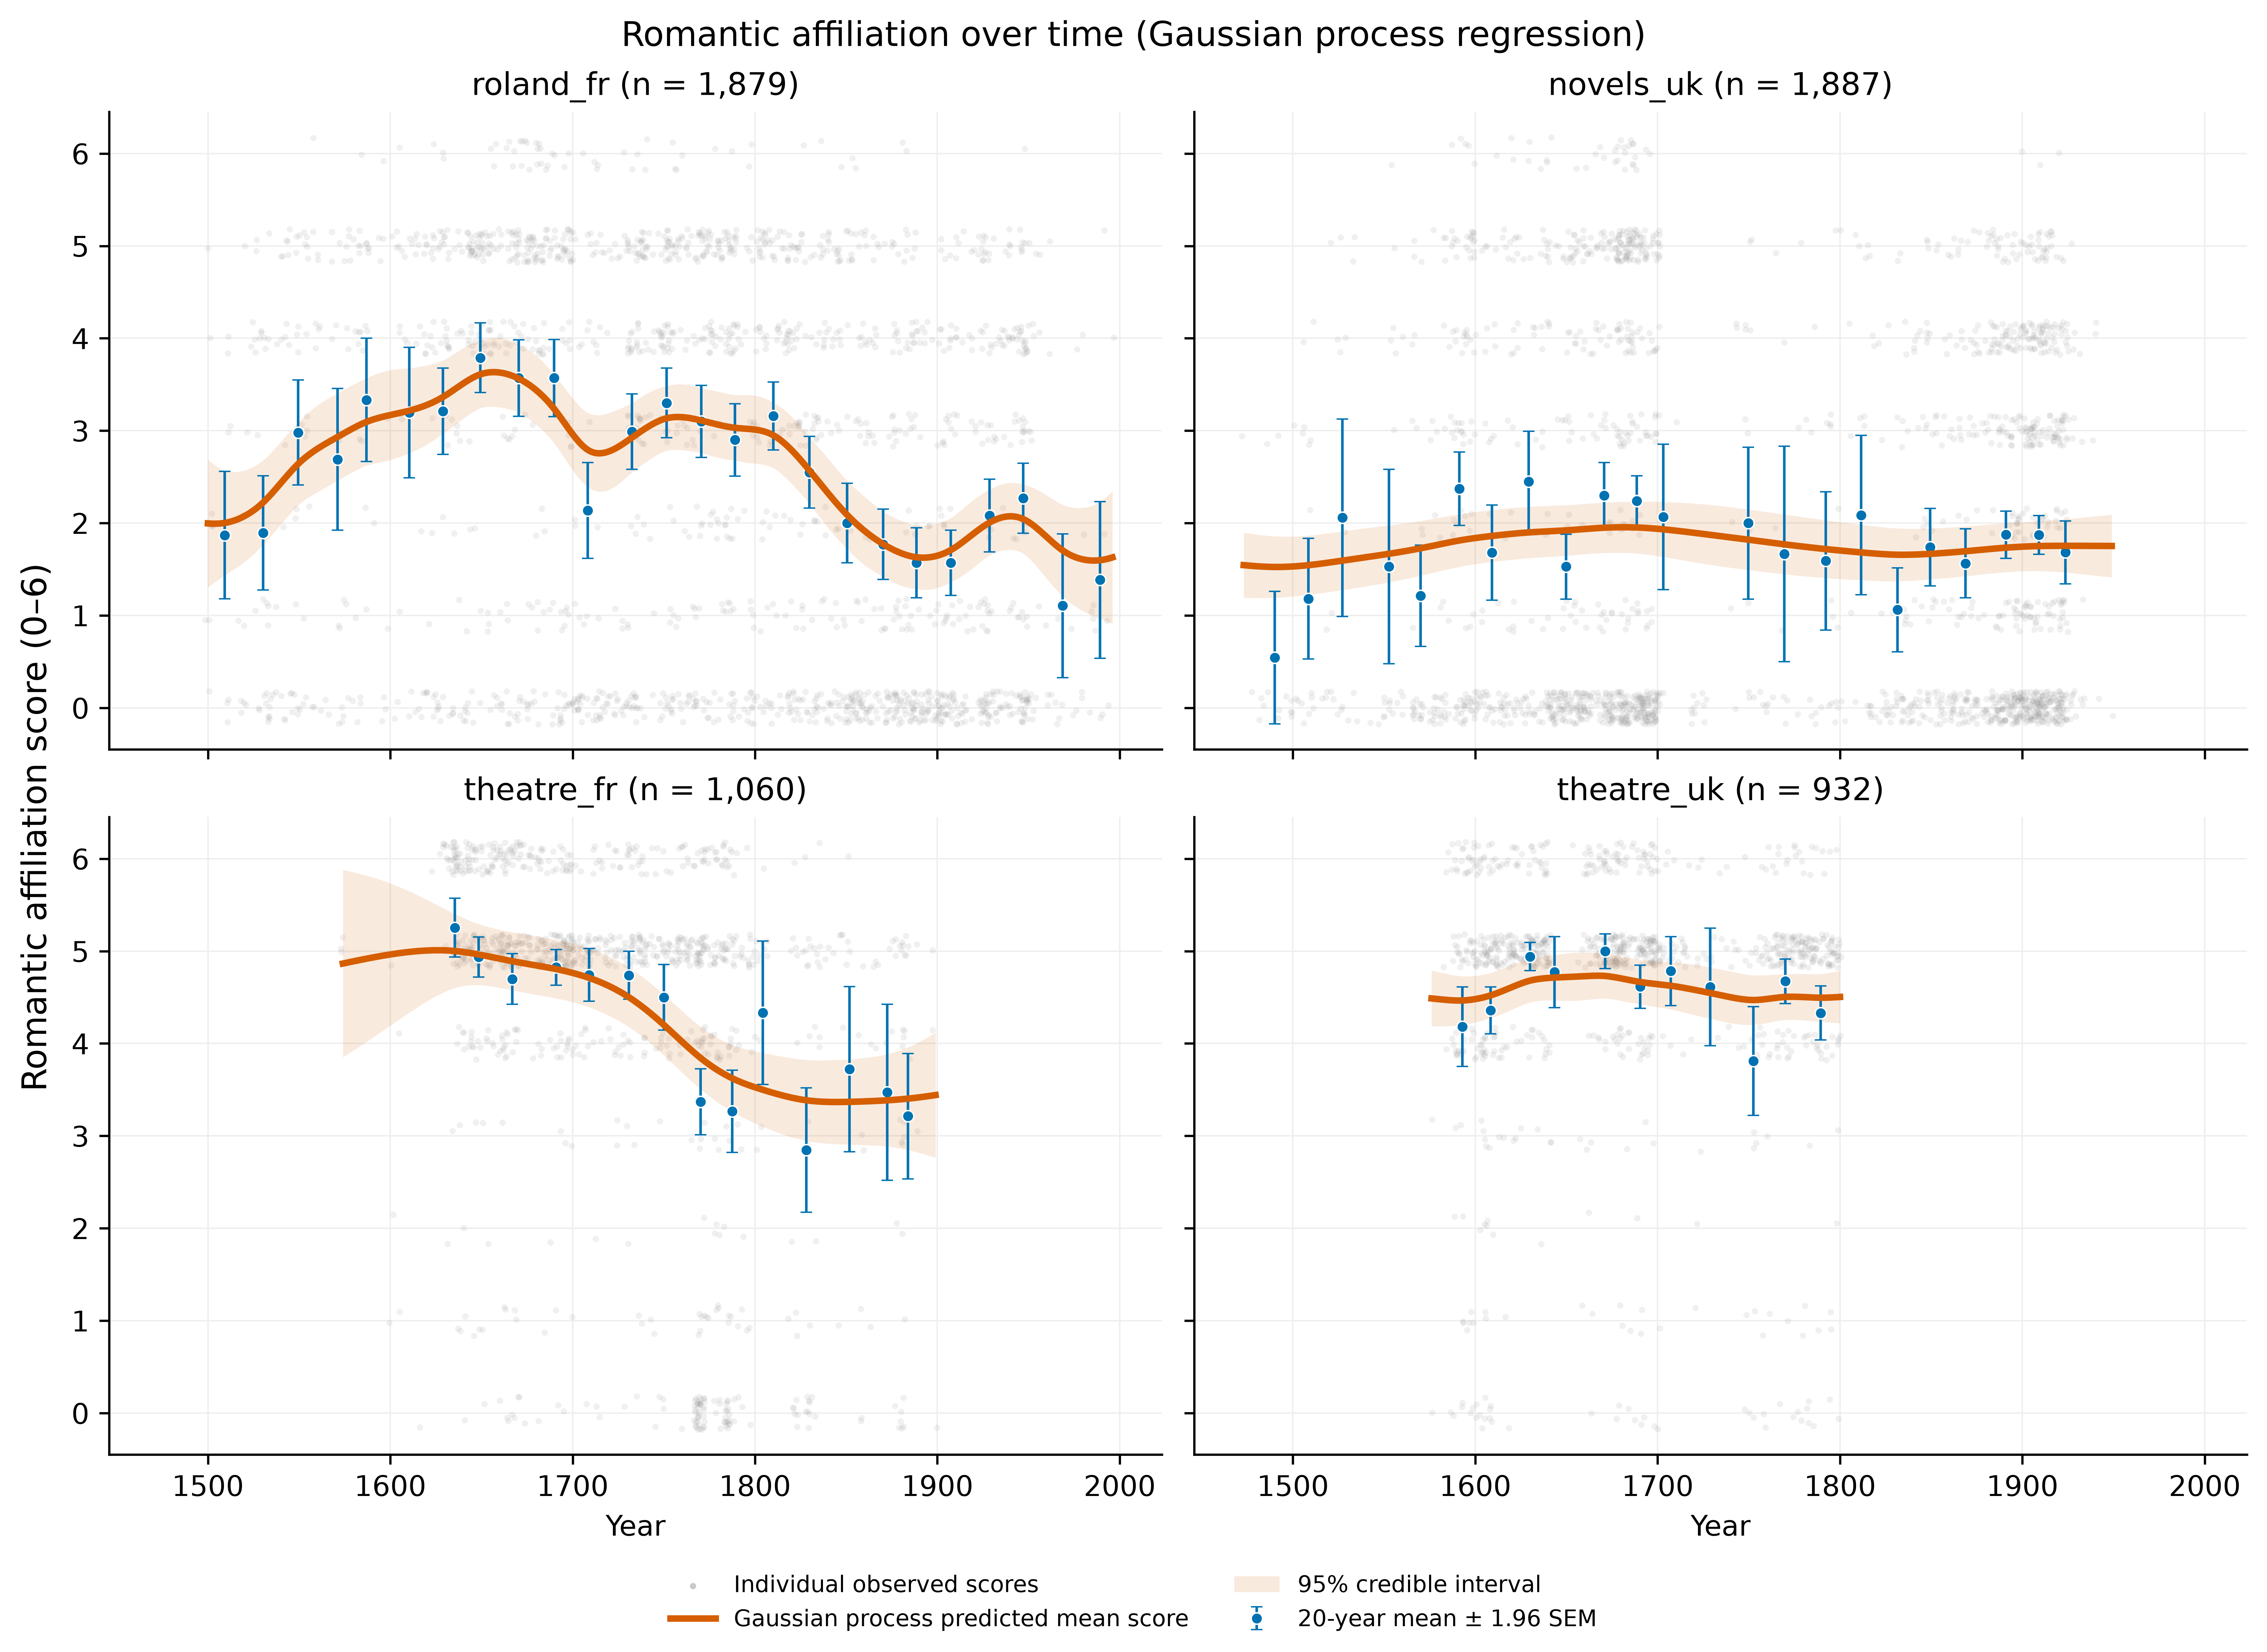 Romantic affiliation over time (Gaussian process regression)
roland_fr (n = 1,879)
novels_uk (n = 1,887)
6
5
4
3
2
1
0
theatre_fr (n = 1,060)
theatre_uk (n = 932)
Romantic affiliation score (0–6)
6
5
4
3
2
1
0
1500 1600 1700 1800 1900 2000
1500 1600 1700 1800 1900 2000
Year
Year
Individual observed scores
Gaussian process predicted mean score
95% credible interval
20-year mean ± 1.96 SEM